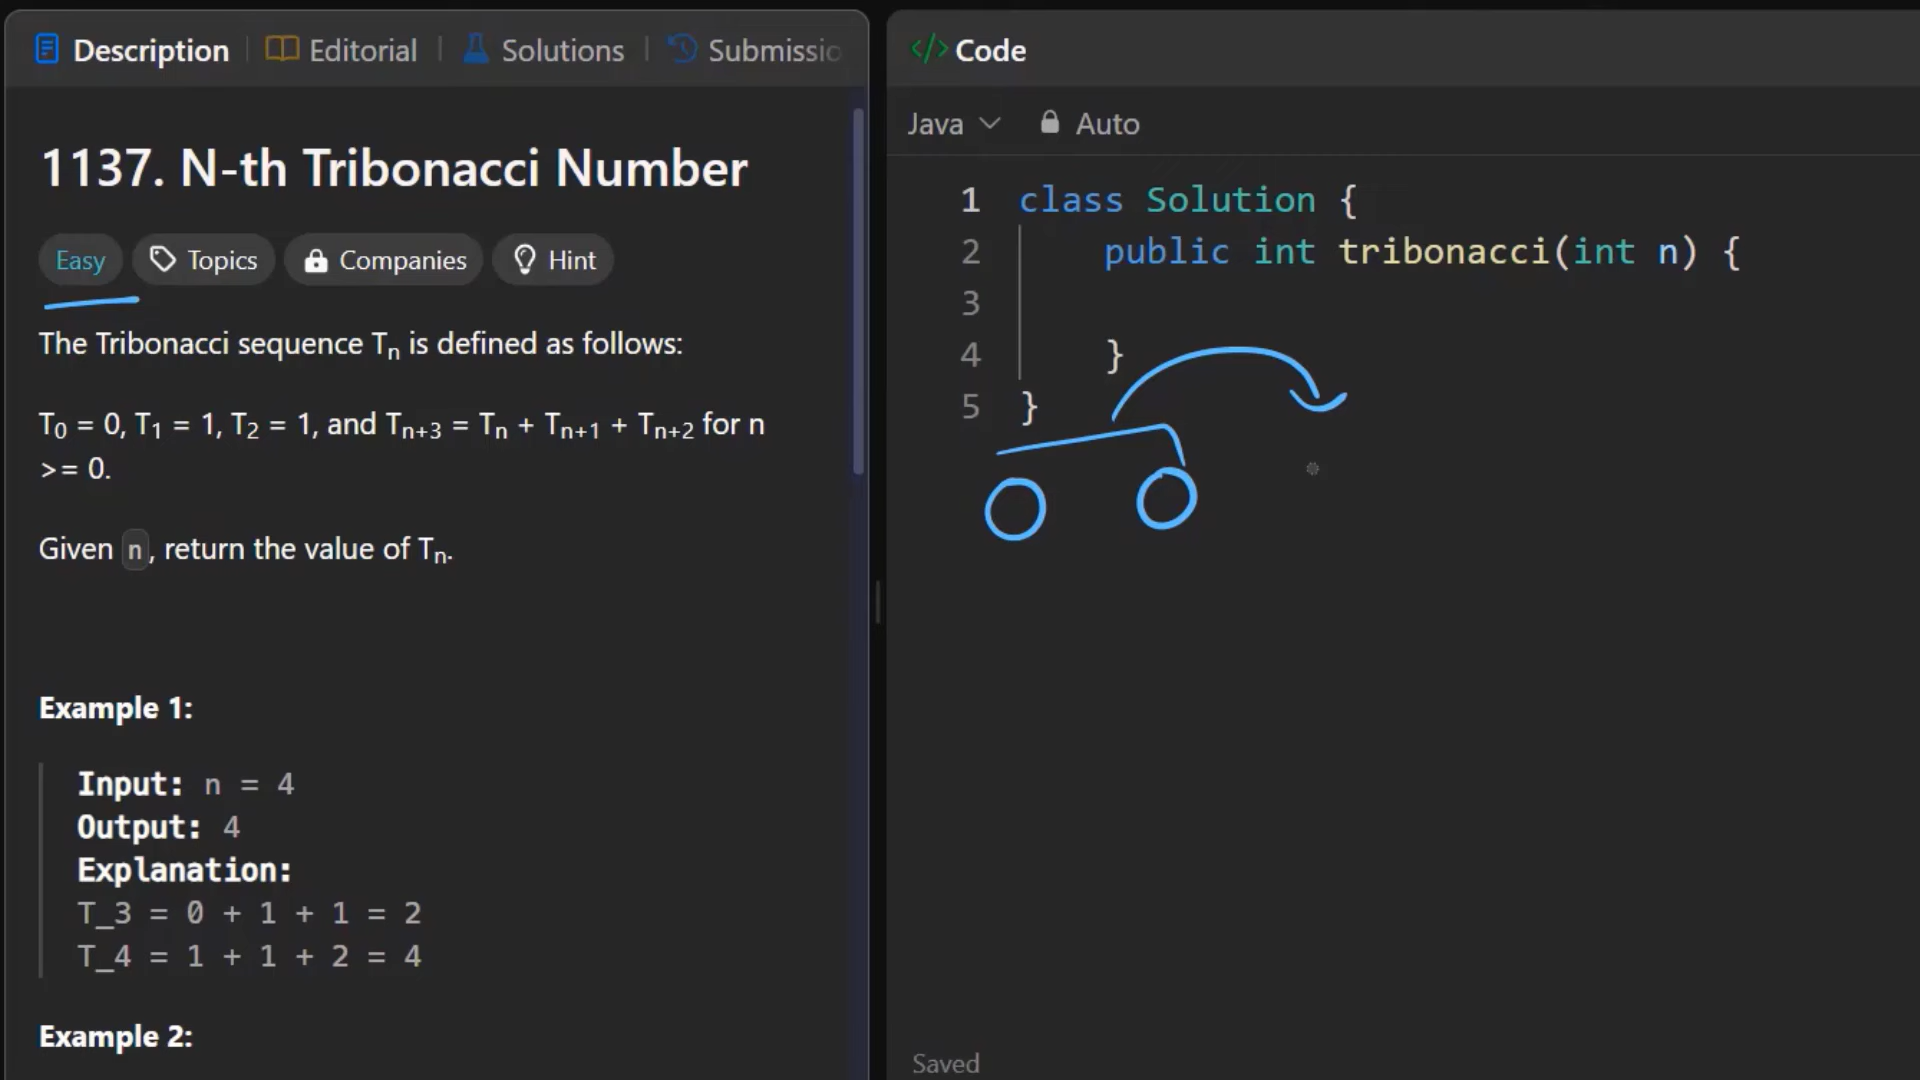 Description Editorial Solutions Submissio
1137. N-th Tribonacci Number
Easy Topics Companies Hint
The Tribonacci sequence Tn is defined as follows:
T0 = 0, T1 = 1, T2 = 1, and Tn+3 = Tn + Tn+1 + Tn+2 for n
>= 0.
Given n, return the value of Tn.
Example 1:
Input: n = 4
Output: 4
Explanation:
T_3 = 0 + 1 + 1 = 2
T_4 = 1 + 1 + 2 = 4
Example 2:
</> Code
Java Auto
1 class Solution {
2 public int tribonacci(int n) {
3
4 }
5 }
Saved